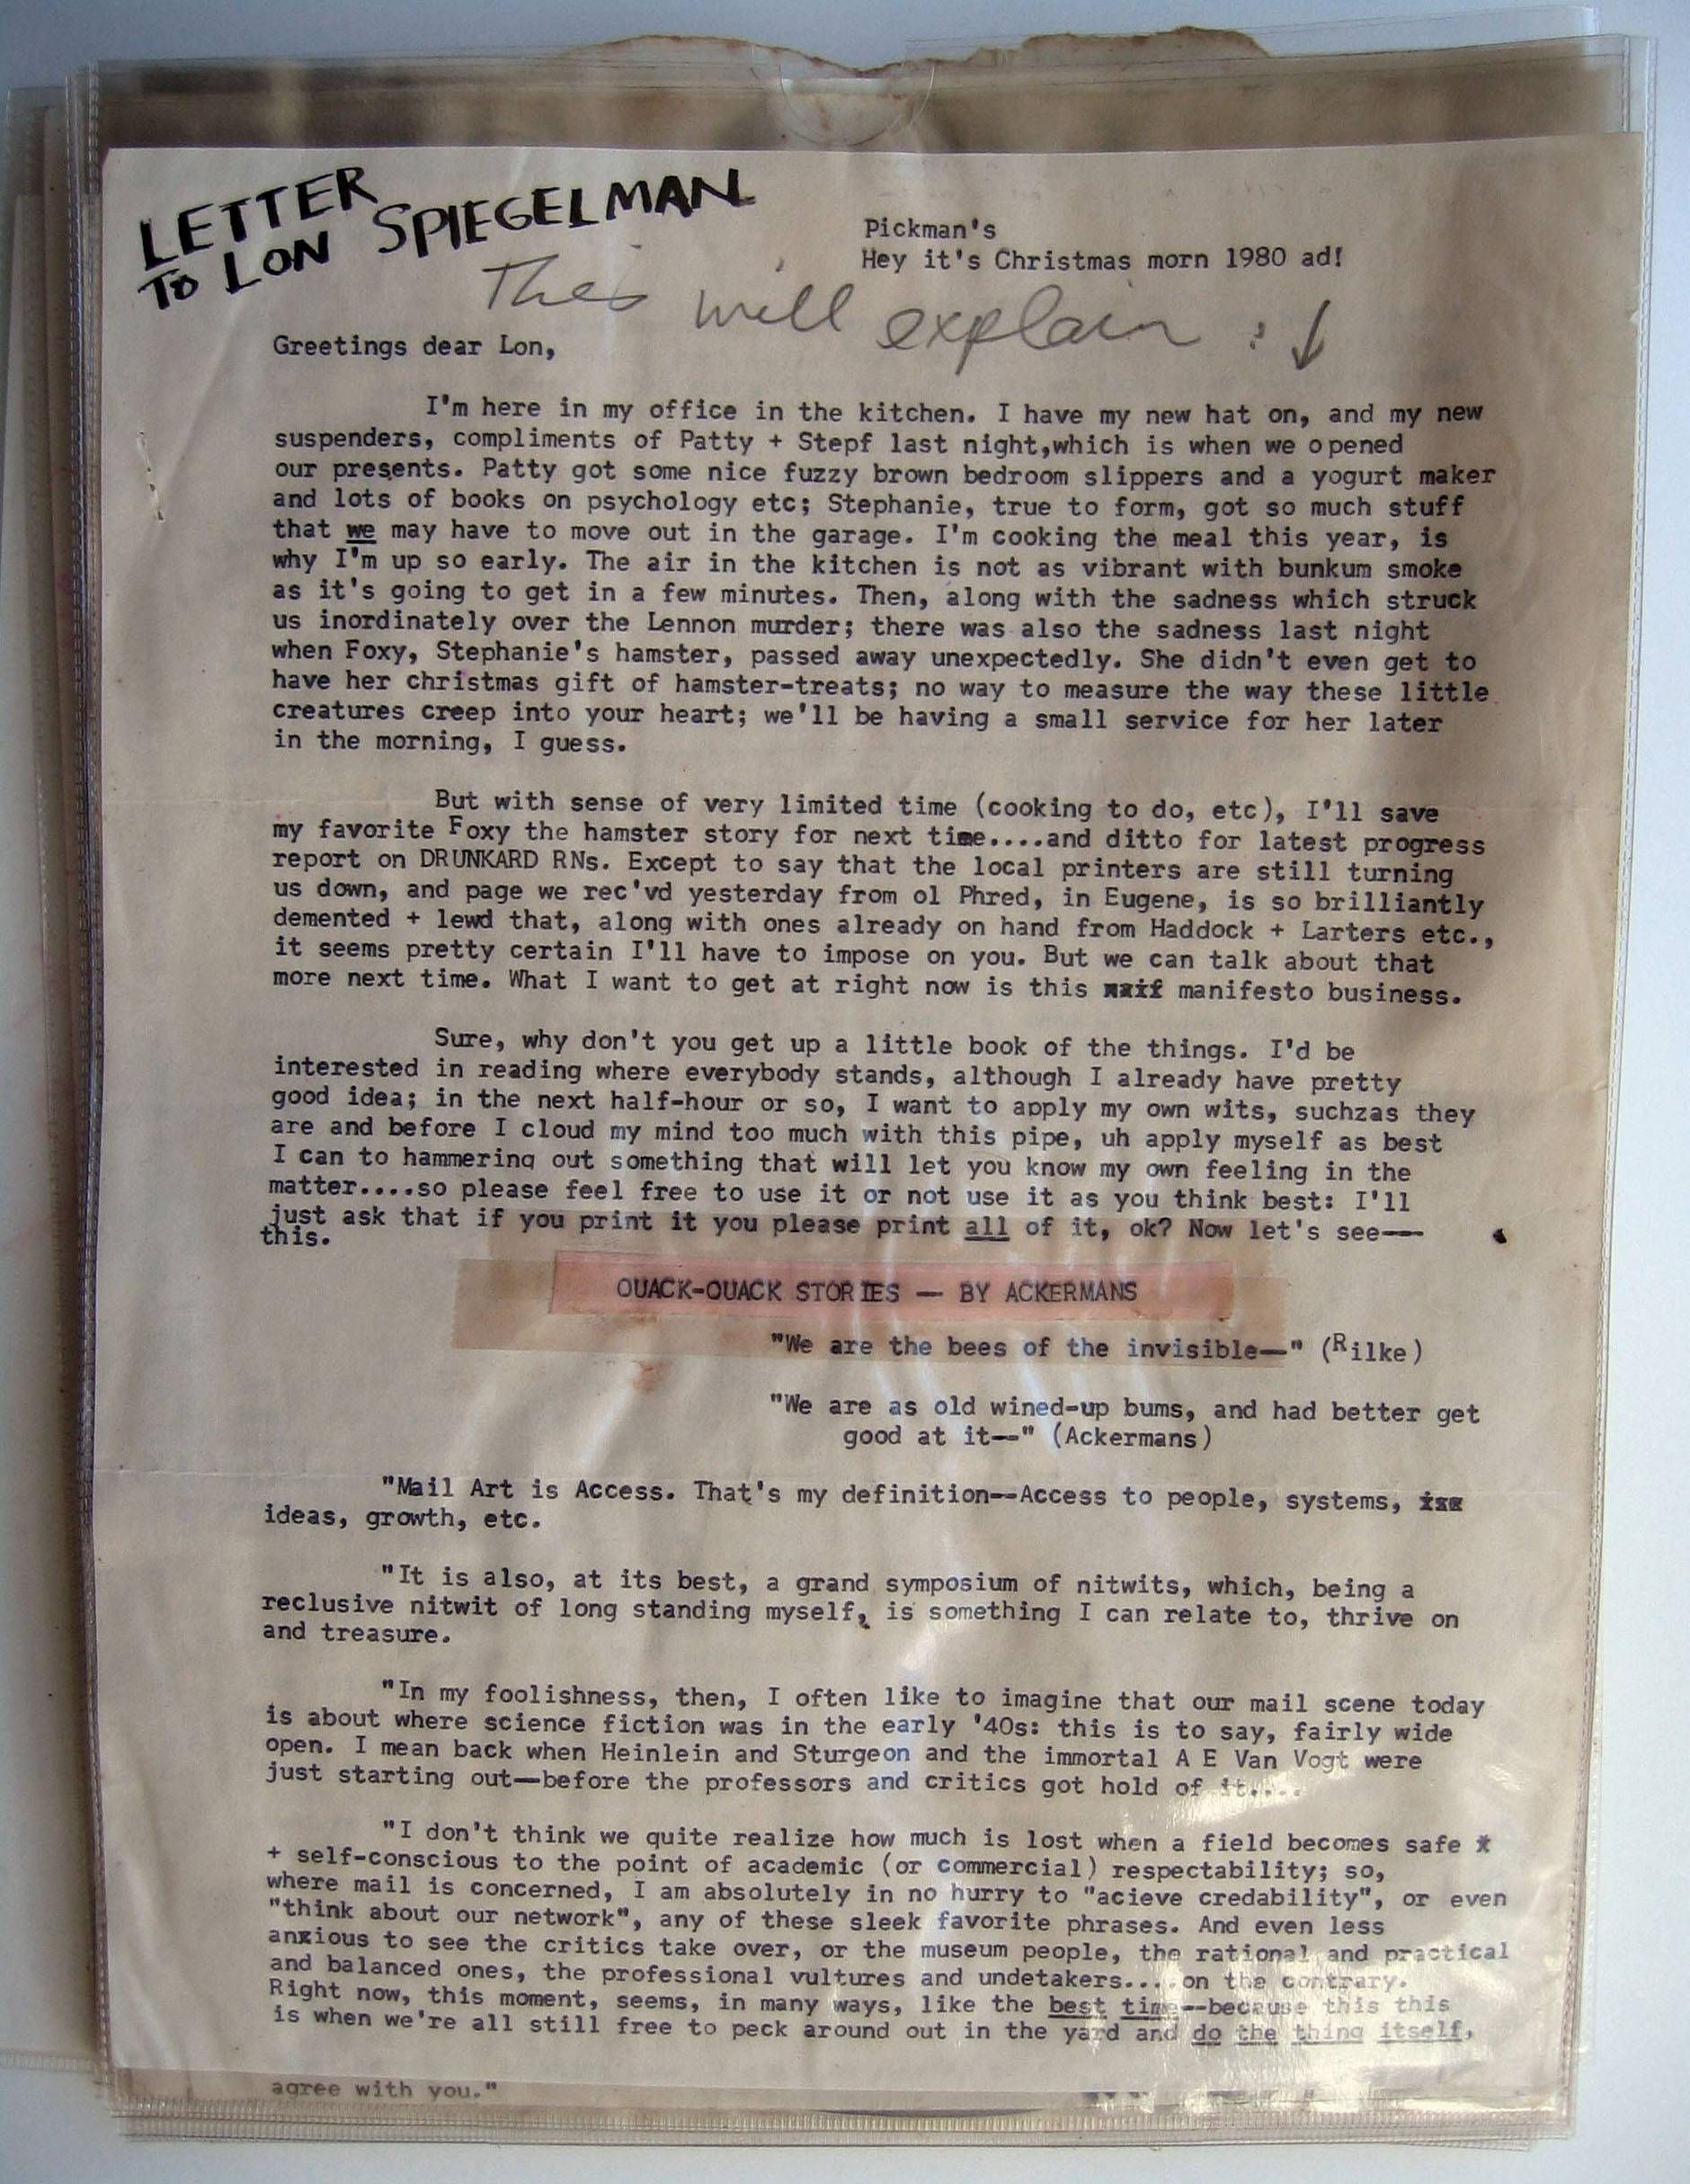 LETTER
TO LON SPIEGELMAN
Pickman's
Hey it's Christmas morn 1980 ad!
This will explain : ↓
Greetings dear Lon,
I'm here in my office in the kitchen. I have my new hat on, and my new
suspenders, compliments of Patty + Stepf last night,which is when we opened
our presents. Patty got some nice fuzzy brown bedroom slippers and a yogurt maker
and lots of books on psychology etc; Stephanie, true to form, got so much stuff
that we may have to move out in the garage. I'm cooking the meal this year, is
why I'm up so early. The air in the kitchen is not as vibrant with bunkum smoke
as it's going to get in a few minutes. Then, along with the sadness which struck
us inordinately over the Lennon murder; there was also the sadness last night
when Foxy, Stephanie's hamster, passed away unexpectedly. She didn't even get to
have her christmas gift of hamster-treats; no way to measure the way these little
creatures creep into your heart; we'll be having a small service for her later
in the morning, I guess.
But with sense of very limited time (cooking to do, etc), I'll save
my favorite Foxy the hamster story for next time....and ditto for latest progress
report on DRUNKARD RNs. Except to say that the local printers are still turning
us down, and page we rec'vd yesterday from ol Phred, in Eugene, is so brilliantly
demented + lewd that, along with ones already on hand from Haddock + Larters etc.,
it seems pretty certain I'll have to impose on you. But we can talk about that
more next time. What I want to get at right now is this manifesto business.
Sure, why don't you get up a little book of the things. I'd be
interested in reading where everybody stands, although I already have pretty
good idea; in the next half-hour or so, I want to apply my own wits, suchzas they
are and before I cloud my mind too much with this pipe, uh apply myself as best
I can to hammering out something that will let you know my own feeling in the
matter....so please feel free to use it or not use it as you think best: I'll
just ask that if you print it you please print all of it, ok? Now let's see——
this.
QUACK-QUACK STORIES — BY ACKERMANS
"We are the bees of the invisible—" (Rilke)
"We are as old wined-up bums, and had better get
good at it—-" (Ackermans)
"Mail Art is Access. That's my definition--Access to people, systems,
ideas, growth, etc.
"It is also, at its best, a grand symposium of nitwits, which, being a
reclusive nitwit of long standing myself, is something I can relate to, thrive on
and treasure.
"In my foolishness, then, I often like to imagine that our mail scene today
is about where science fiction was in the early '40s: this is to say, fairly wide
open. I mean back when Heinlein and Sturgeon and the immortal A E Van Vogt were
just starting out—before the professors and critics got hold of it....
"I don't think we quite realize how much is lost when a field becomes safe
+ self-conscious to the point of academic (or commercial) respectability; so,
where mail is concerned, I am absolutely in no hurry to "acieve credability", or even
"think about our network", any of these sleek favorite phrases. And even less
anxious to see the critics take over, or the museum people, the rational and practical
and balanced ones, the professional vultures and undetakers....on the contrary.
Right now, this moment, seems, in many ways, like the best time--because this this
is when we're all still free to peck around out in the yard and do the thing itself,
agree with you."